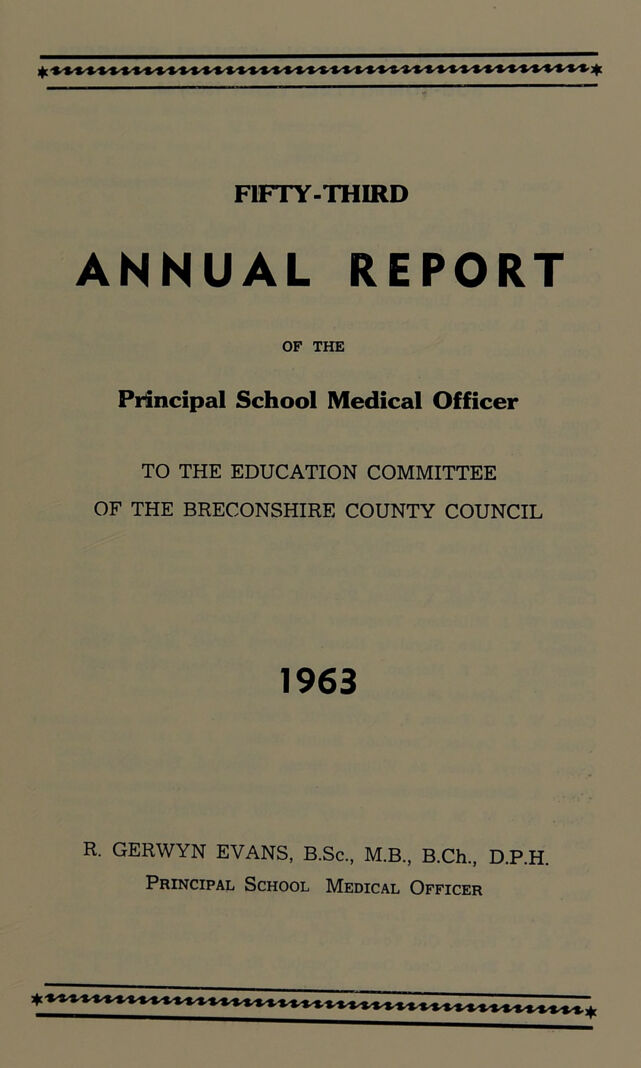 FIFTY-THIRD
ANNUAL REPORT
OF THE
Principal School Medical Officer
TO THE EDUCATION COMMITTEE
OF THE BRECONSHIRE COUNTY COUNCIL
1963
R. GERWYN EVANS, B.Sc., M.B., B.Ch., D.P.H.
PRINCIPAL SCHOOL MEDICAL OFFICER